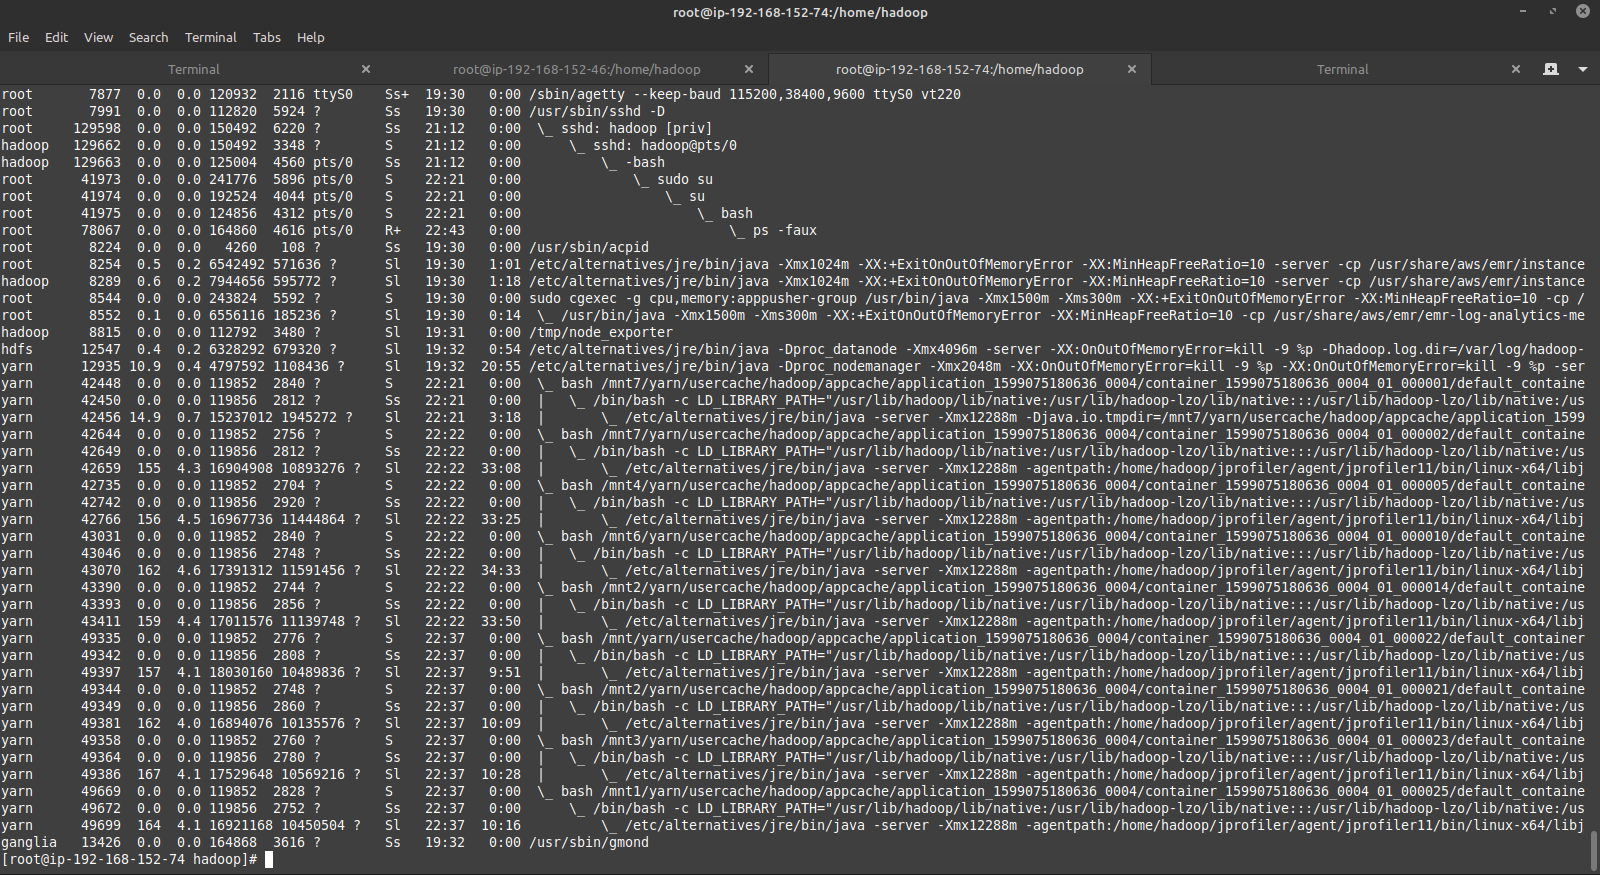 root@ip-192-168-152-74:/home/hadoop
File Edit View Search Terminal Tabs Help
Terminal root@ip-192-168-152-46:/home/hadoop root@ip-192-168-152-74:/home/hadoop Terminal
root 7877 0.0 0.0 120932 2116 ttyS0 Ss+ 19:30 0:00 /sbin/agetty --keep-baud 115200,38400,9600 ttyS0 vt220
root 7991 0.0 0.0 112820 5924 ? Ss 19:30 0:00 /usr/sbin/sshd -D
root 129598 0.0 0.0 150492 6220 ? Ss 21:12 0:00 \_ sshd: hadoop [priv]
hadoop 129662 0.0 0.0 150492 3348 ? S 21:12 0:00 \_ sshd: hadoop@pts/0
hadoop 129663 0.0 0.0 125004 4560 pts/0 Ss 21:12 0:00 \_ -bash
root 41973 0.0 0.0 241776 5896 pts/0 S 22:21 0:00 \_ sudo su
root 41974 0.0 0.0 192524 4044 pts/0 S 22:21 0:00 \_ su
root 41975 0.0 0.0 124856 4312 pts/0 S 22:21 0:00 \_ bash
root 78067 0.0 0.0 164860 4616 pts/0 R+ 22:43 0:00 \_ ps -faux
root 8224 0.0 0.0 4260 108 ? Ss 19:30 0:00 /usr/sbin/acpid
root 8254 0.5 0.2 6542492 571636 ? Sl 19:30 1:01 /etc/alternatives/jre/bin/java -Xmx1024m -XX:+ExitOnOutOfMemoryError -XX:MinHeapFreeRatio=10 -server -cp /usr/share/aws/emr/instance
hadoop 8289 0.6 0.2 7944656 595772 ? Sl 19:30 1:18 /etc/alternatives/jre/bin/java -Xmx1024m -XX:+ExitOnOutOfMemoryError -XX:MinHeapFreeRatio=10 -server -cp /usr/share/aws/emr/instance
root 8544 0.0 0.0 243824 5592 ? S 19:30 0:00 sudo cgexec -g cpu,memory:apppusher-group /usr/bin/java -Xmx1500m -Xms300m -XX:+ExitOnOutOfMemoryError -XX:MinHeapFreeRatio=10 -cp /
root 8552 0.1 0.0 6556116 185236 ? Sl 19:30 0:14 \_ /usr/bin/java -Xmx1500m -Xms300m -XX:+ExitOnOutOfMemoryError -XX:MinHeapFreeRatio=10 -cp /usr/share/aws/emr/emr-log-analytics-me
hadoop 8815 0.0 0.0 112792 3480 ? Sl 19:31 0:00 /tmp/node_exporter
hdfs 12547 0.4 0.2 6328292 679320 ? Sl 19:32 0:54 /etc/alternatives/jre/bin/java -Dproc_datanode -Xmx4096m -server -XX:OnOutOfMemoryError=kill -9 %p -Dhadoop.log.dir=/var/log/hadoop-
yarn 12935 10.9 0.4 4797592 1108436 ? Sl 19:32 20:55 /etc/alternatives/jre/bin/java -Dproc_nodemanager -Xmx2048m -XX:OnOutOfMemoryError=kill -9 %p -XX:OnOutOfMemoryError=kill -9 %p -ser
yarn 42448 0.0 0.0 119852 2840 ? S 22:21 0:00 \_ bash /mnt7/yarn/usercache/hadoop/appcache/application_1599075180636_0004/container_1599075180636_0004_01_000001/default_containe
yarn 42450 0.0 0.0 119856 2812 ? Ss 22:21 0:00 | \_ /bin/bash -c LD_LIBRARY_PATH="/usr/lib/hadoop/lib/native:/usr/lib/hadoop-lzo/lib/native:::/usr/lib/hadoop-lzo/lib/native:/us
yarn 42456 14.9 0.7 15237012 1945272 ? Sl 22:21 3:18 | \_ /etc/alternatives/jre/bin/java -server -Xmx12288m -Djava.io.tmpdir=/mnt7/yarn/usercache/hadoop/appcache/application_1599
yarn 42644 0.0 0.0 119852 2756 ? S 22:22 0:00 \_ bash /mnt7/yarn/usercache/hadoop/appcache/application_1599075180636_0004/container_1599075180636_0004_01_000002/default_containe
yarn 42649 0.0 0.0 119856 2812 ? Ss 22:22 0:00 | \_ /bin/bash -c LD_LIBRARY_PATH="/usr/lib/hadoop/lib/native:/usr/lib/hadoop-lzo/lib/native:::/usr/lib/hadoop-lzo/lib/native:/us
yarn 42659 155 4.3 16904908 10893276 ? Sl 22:22 33:08 | \_ /etc/alternatives/jre/bin/java -server -Xmx12288m -agentpath:/home/hadoop/jprofiler/agent/jprofiler11/bin/linux-x64/libj
yarn 42735 0.0 0.0 119852 2704 ? S 22:22 0:00 \_ bash /mnt4/yarn/usercache/hadoop/appcache/application_1599075180636_0004/container_1599075180636_0004_01_000005/default_containe
yarn 42742 0.0 0.0 119856 2920 ? Ss 22:22 0:00 | \_ /bin/bash -c LD_LIBRARY_PATH="/usr/lib/hadoop/lib/native:/usr/lib/hadoop-lzo/lib/native:::/usr/lib/hadoop-lzo/lib/native:/us
yarn 42766 156 4.5 16967736 11444864 ? Sl 22:22 33:25 | \_ /etc/alternatives/jre/bin/java -server -Xmx12288m -agentpath:/home/hadoop/jprofiler/agent/jprofiler11/bin/linux-x64/libj
yarn 43031 0.0 0.0 119852 2840 ? S 22:22 0:00 \_ bash /mnt6/yarn/usercache/hadoop/appcache/application_1599075180636_0004/container_1599075180636_0004_01_000010/default_containe
yarn 43046 0.0 0.0 119856 2748 ? Ss 22:22 0:00 | \_ /bin/bash -c LD_LIBRARY_PATH="/usr/lib/hadoop/lib/native:/usr/lib/hadoop-lzo/lib/native:::/usr/lib/hadoop-lzo/lib/native:/us
yarn 43070 162 4.6 17391312 11591456 ? Sl 22:22 34:33 | \_ /etc/alternatives/jre/bin/java -server -Xmx12288m -agentpath:/home/hadoop/jprofiler/agent/jprofiler11/bin/linux-x64/libj
yarn 43390 0.0 0.0 119852 2744 ? S 22:22 0:00 \_ bash /mnt2/yarn/usercache/hadoop/appcache/application_1599075180636_0004/container_1599075180636_0004_01_000014/default_containe
yarn 43393 0.0 0.0 119856 2856 ? Ss 22:22 0:00 | \_ /bin/bash -c LD_LIBRARY_PATH="/usr/lib/hadoop/lib/native:/usr/lib/hadoop-lzo/lib/native:::/usr/lib/hadoop-lzo/lib/native:/us
yarn 43411 159 4.4 17011576 11139748 ? Sl 22:22 33:50 | \_ /etc/alternatives/jre/bin/java -server -Xmx12288m -agentpath:/home/hadoop/jprofiler/agent/jprofiler11/bin/linux-x64/libj
yarn 49335 0.0 0.0 119852 2776 ? S 22:37 0:00 \_ bash /mnt/yarn/usercache/hadoop/appcache/application_1599075180636_0004/container_1599075180636_0004_01_000022/default_container
yarn 49342 0.0 0.0 119856 2808 ? Ss 22:37 0:00 | \_ /bin/bash -c LD_LIBRARY_PATH="/usr/lib/hadoop/lib/native:/usr/lib/hadoop-lzo/lib/native:::/usr/lib/hadoop-lzo/lib/native:/us
yarn 49397 157 4.1 18030160 10489836 ? Sl 22:37 9:51 | \_ /etc/alternatives/jre/bin/java -server -Xmx12288m -agentpath:/home/hadoop/jprofiler/agent/jprofiler11/bin/linux-x64/libj
yarn 49344 0.0 0.0 119852 2748 ? S 22:37 0:00 \_ bash /mnt2/yarn/usercache/hadoop/appcache/application_1599075180636_0004/container_1599075180636_0004_01_000021/default_containe
yarn 49349 0.0 0.0 119856 2860 ? Ss 22:37 0:00 | \_ /bin/bash -c LD_LIBRARY_PATH="/usr/lib/hadoop/lib/native:/usr/lib/hadoop-lzo/lib/native:::/usr/lib/hadoop-lzo/lib/native:/us
yarn 49381 162 4.0 16894076 10135576 ? Sl 22:37 10:09 | \_ /etc/alternatives/jre/bin/java -server -Xmx12288m -agentpath:/home/hadoop/jprofiler/agent/jprofiler11/bin/linux-x64/libj
yarn 49358 0.0 0.0 119852 2760 ? S 22:37 0:00 \_ bash /mnt3/yarn/usercache/hadoop/appcache/application_1599075180636_0004/container_1599075180636_0004_01_000023/default_containe
yarn 49364 0.0 0.0 119856 2780 ? Ss 22:37 0:00 | \_ /bin/bash -c LD_LIBRARY_PATH="/usr/lib/hadoop/lib/native:/usr/lib/hadoop-lzo/lib/native:::/usr/lib/hadoop-lzo/lib/native:/us
yarn 49386 167 4.1 17529648 10569216 ? Sl 22:37 10:28 | \_ /etc/alternatives/jre/bin/java -server -Xmx12288m -agentpath:/home/hadoop/jprofiler/agent/jprofiler11/bin/linux-x64/libj
yarn 49669 0.0 0.0 119852 2828 ? S 22:37 0:00 \_ bash /mnt1/yarn/usercache/hadoop/appcache/application_1599075180636_0004/container_1599075180636_0004_01_000025/default_containe
yarn 49672 0.0 0.0 119856 2752 ? Ss 22:37 0:00 \_ /bin/bash -c LD_LIBRARY_PATH="/usr/lib/hadoop/lib/native:/usr/lib/hadoop-lzo/lib/native:::/usr/lib/hadoop-lzo/lib/native:/us
yarn 49699 164 4.1 16921168 10450504 ? Sl 22:37 10:16 \_ /etc/alternatives/jre/bin/java -server -Xmx12288m -agentpath:/home/hadoop/jprofiler/agent/jprofiler11/bin/linux-x64/libj
ganglia 13426 0.0 0.0 164868 3616 ? Ss 19:32 0:00 /usr/sbin/gmond
[root@ip-192-168-152-74 hadoop]#